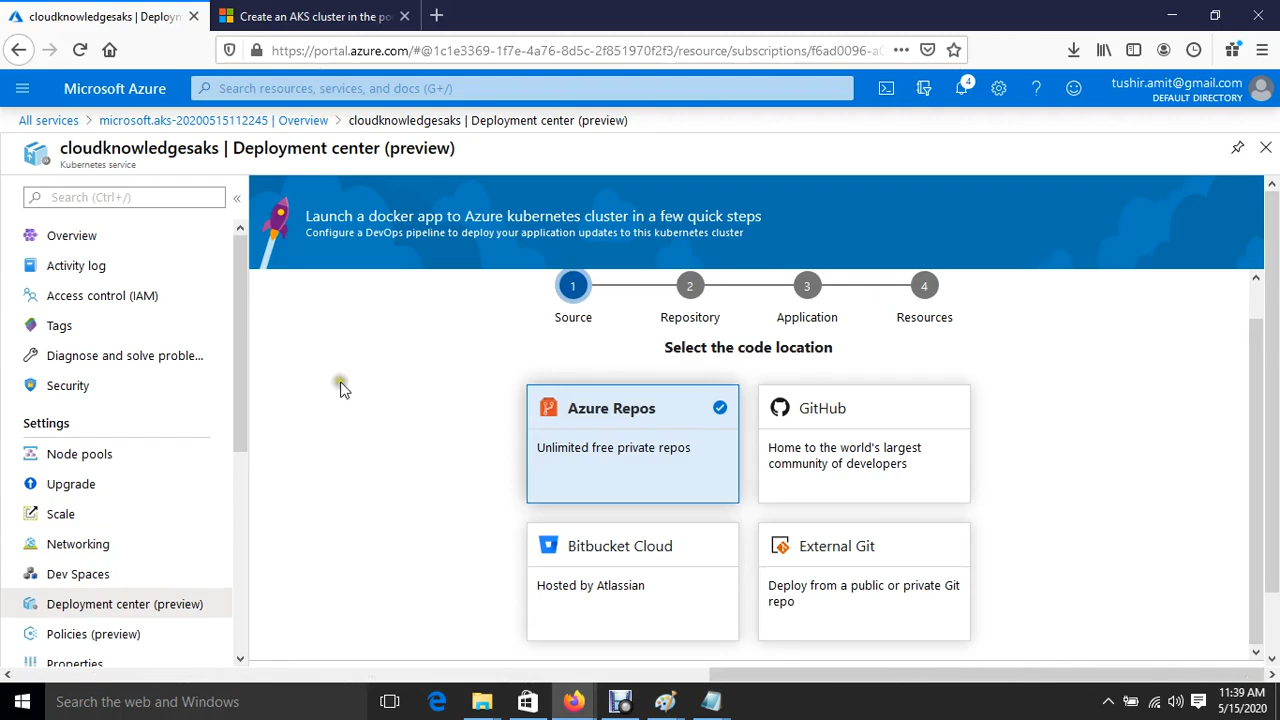 cloudknowledgesaks | Deployn
Create an AKS cluster in the po
https://portal.azure.com/#@1c1e3369-1f7e-4a76-8d5c-2f851970f2f3/resource/subscriptions/f6ad0096-a0
Microsoft Azure
Search resources, services, and docs (G+/)
4
tushir.amit@gmail.com
DEFAULT DIRECTORY
All services > microsoft.aks-20200515112245 | Overview > cloudknowledgesaks | Deployment center (preview)
cloudknowledgesaks | Deployment center (preview)
Kubernetes service
Search (Ctrl+/)
Overview
Activity log
Access control (IAM)
Tags
Diagnose and solve proble...
Security
Settings
Node pools
Upgrade
Scale
Networking
Dev Spaces
Deployment center (preview)
Policies (preview)
Properties
Launch a docker app to Azure kubernetes cluster in a few quick steps
Configure a DevOps pipeline to deploy your application updates to this kubernetes cluster
1 2 3 4
Source Repository Application Resources
Select the code location
Azure Repos
Unlimited free private repos
GitHub
Home to the world's largest
community of developers
Bitbucket Cloud
Hosted by Atlassian
External Git
Deploy from a public or private Git
repo
Search the web and Windows
11:39 AM
5/15/2020